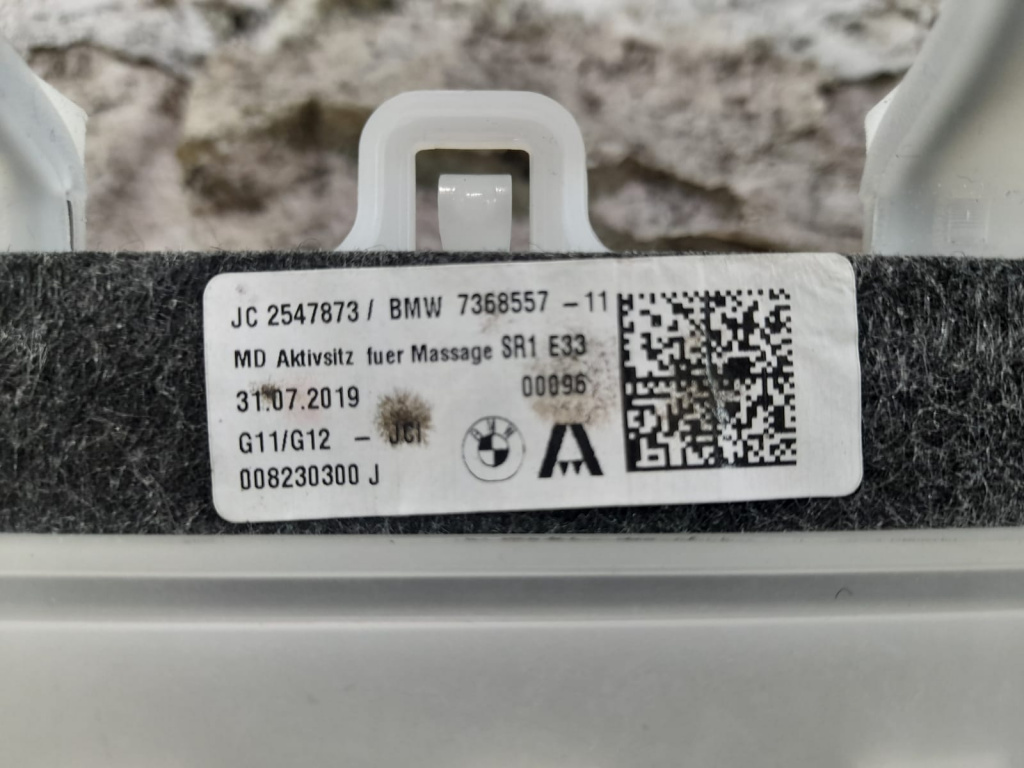 JC 2547873 / BMW 7368557 -11
MD Aktivsitz fuer Massage SR1 E33
31.07.2019 00096
G11/G12 - JCI
008230300 J
BMW